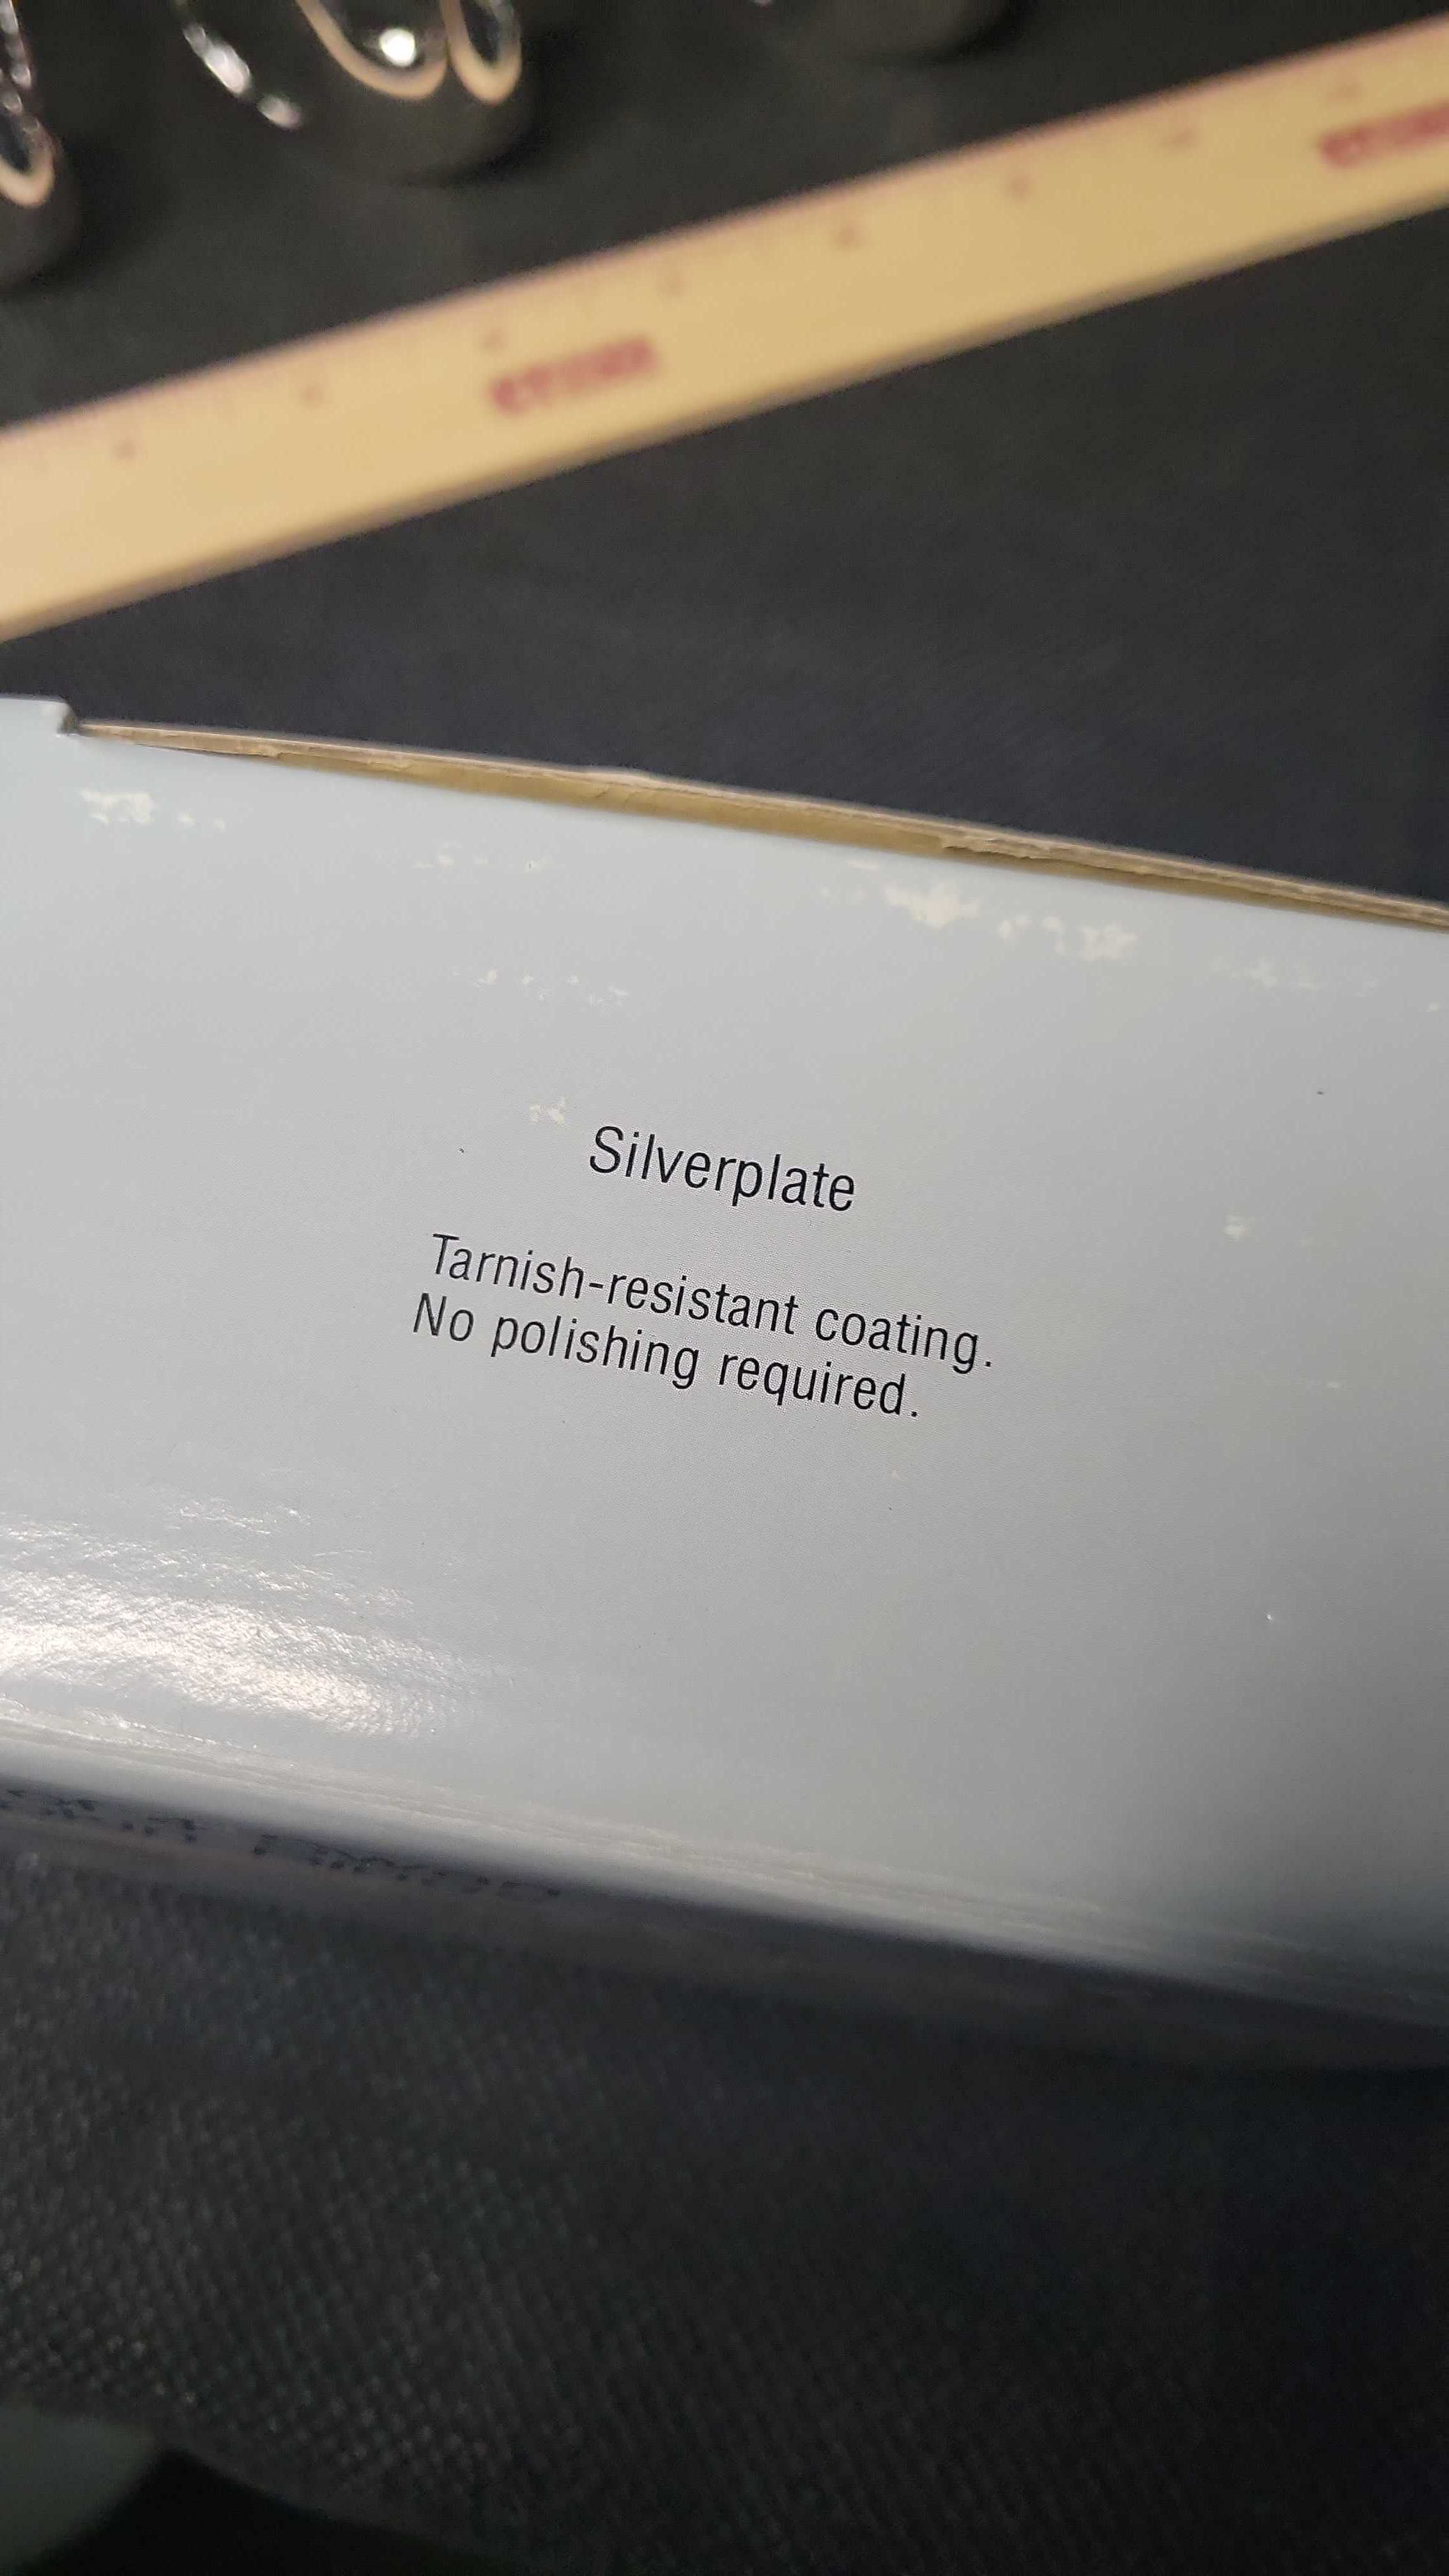 Silverplate
Tarnish-resistant coating.
No polishing required.